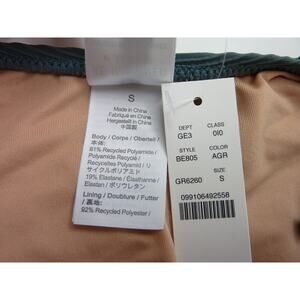 S
Made in China
Fabriqué en Chine
Hergestellt in China
中国製
Body / Corps / Oberteil /
本体:
81% Recycled Polyamide /
Polyamide Recyclé /
Recyceltes Polyamid / リ
サイクルポリアミド
19% Elastane / Élasthanne /
Elastan / ポリウレタン
Lining / Doublure / Futter
/ 裏地:
92% Recycled Polyester /
DEPT
CLASS
GE3
0I0
STYLE
COLOR
BE805
AGR
SIZE
GR6260
S
099106492558